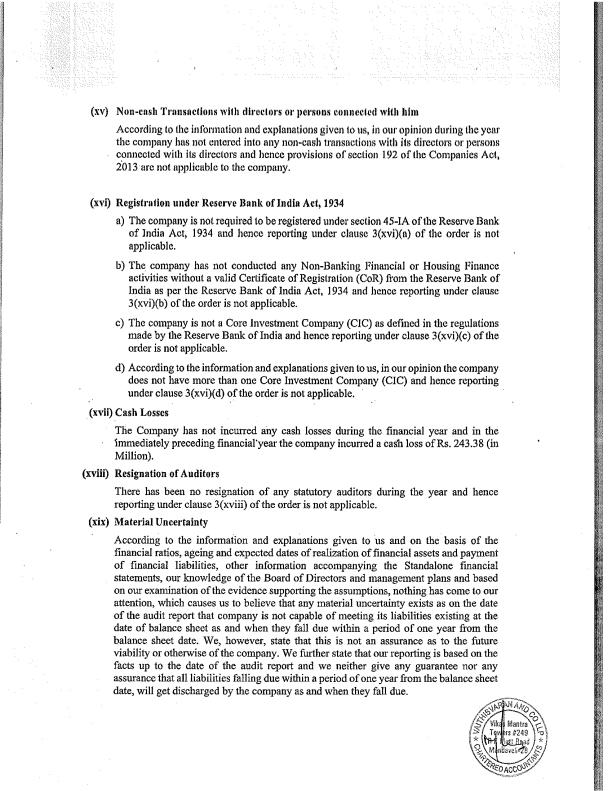 (xv) Non-cash Transactions with directors or persons connected with him
According to the information and explanations given to us, in our opinion during the year
the company has not entered into any non-cash transactions with its directors or persons
connected with its directors and hence provisions of section 192 of the Companies Act,
2013 are not applicable to the company.
(xvi) Registration under Reserve Bank of India Act, 1934
a) The company is not required to be registered under section 45-IA of the Reserve Bank
of India Act, 1934 and hence reporting under clause 3(xvi)(a) of the order is not
applicable.
b) The company has not conducted any Non-Banking Financial or Housing Finance
activities without a valid Certificate of Registration (CoR) from the Reserve Bank of
India as per the Reserve Bank of India Act, 1934 and hence reporting under clause
3(xvi)(b) of the order is not applicable.
c) The company is not a Core Investment Company (CIC) as defined in the regulations
made by the Reserve Bank of India and hence reporting under clause 3(xvi)(c) of the
order is not applicable.
d) According to the information and explanations given to us, in our opinion the company
does not have more than one Core Investment Company (CIC) and hence reporting
under clause 3(xvi)(d) of the order is not applicable.
(xvii) Cash Losses
The Company has not incurred any cash losses during the financial year and in the
immediately preceding financial year the company incurred a cash loss of Rs. 243.38 (in
Million).
(xviii) Resignation of Auditors
There has been no resignation of any statutory auditors during the year and hence
reporting under clause 3(xviii) of the order is not applicable.
(xix) Material Uncertainty
According to the information and explanations given to us and on the basis of the
financial ratios, ageing and expected dates of realization of financial assets and payment
of financial liabilities, other information accompanying the Standalone financial
statements, our knowledge of the Board of Directors and management plans and based
on our examination of the evidence supporting the assumptions, nothing has come to our
attention, which causes us to believe that any material uncertainty exists as on the date
of the audit report that company is not capable of meeting its liabilities existing at the
date of balance sheet as and when they fall due within a period of one year from the
balance sheet date. We, however, state that this is not an assurance as to the future
viability or otherwise of the company. We further state that our reporting is based on the
facts up to the date of the audit report and we neither give any guarantee nor any
assurance that all liabilities falling due within a period of one year from the balance sheet
date, will get discharged by the company as and when they fall due.
VAITHISVARAN AND CO LLP
Vikas Mantra
Towers #249
Road
28
CHARTERED ACCOUNTANTS